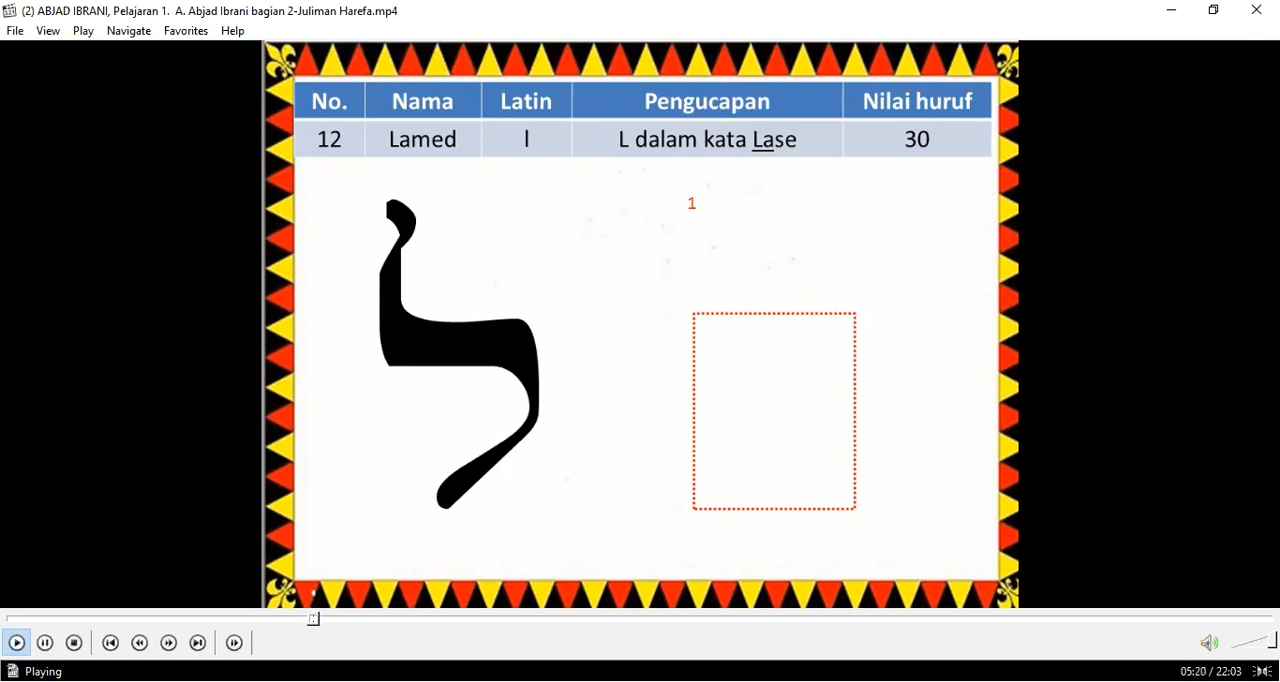 (2) ABJAD IBRANI, Pelajaran 1.  A. Abjad Ibrani bagian 2-Juliman Harefa.mp4
File View Play Navigate Favorites Help
No. Nama Latin Pengucapan Nilai huruf
12 Lamed l L dalam kata Lase 30
1
ל
Playing 05:20 / 22:03